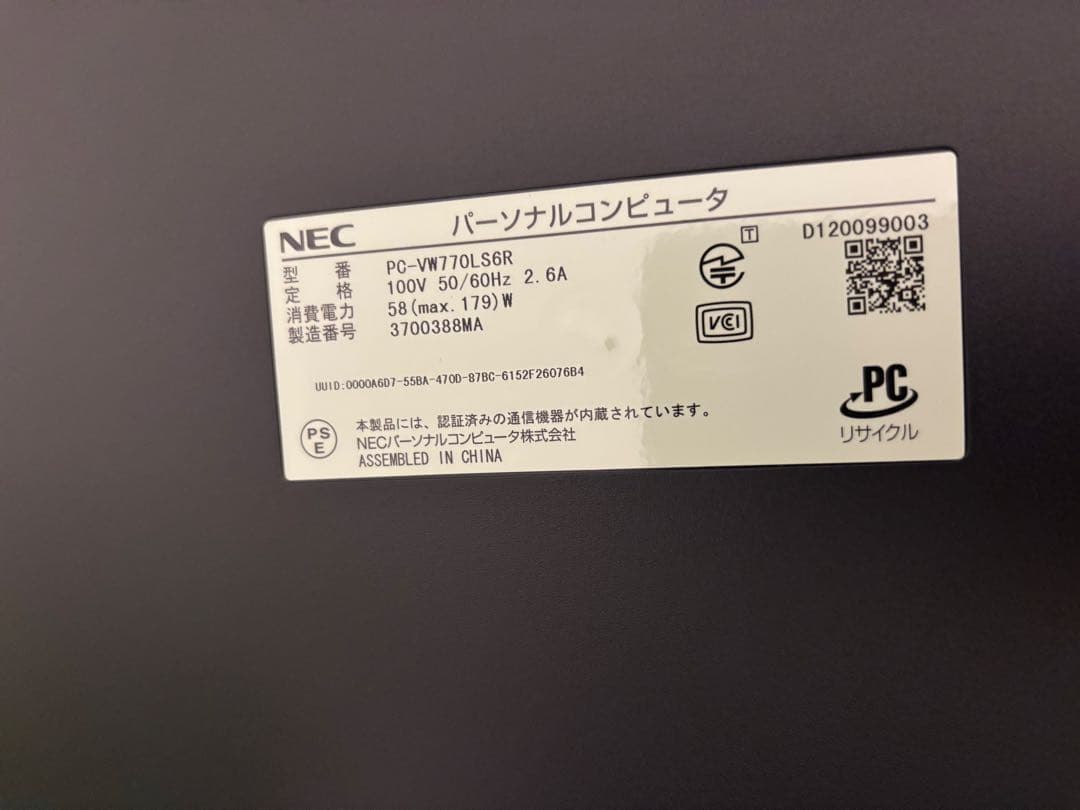 NEC パーソナルコンピュータ
型番 PC-VW770LS6R
定格 100V 50/60Hz 2.6A
消費電力 58(max.179)W
製造番号 3700388MA
T
D120099003
VCI
UUID:0000A6D7-55BA-470D-87BC-6152F26076B4
PS
E
本製品には、認証済みの通信機器が内蔵されています。
NECパーソナルコンピュータ株式会社
ASSEMBLED IN CHINA
PC
リサイクル